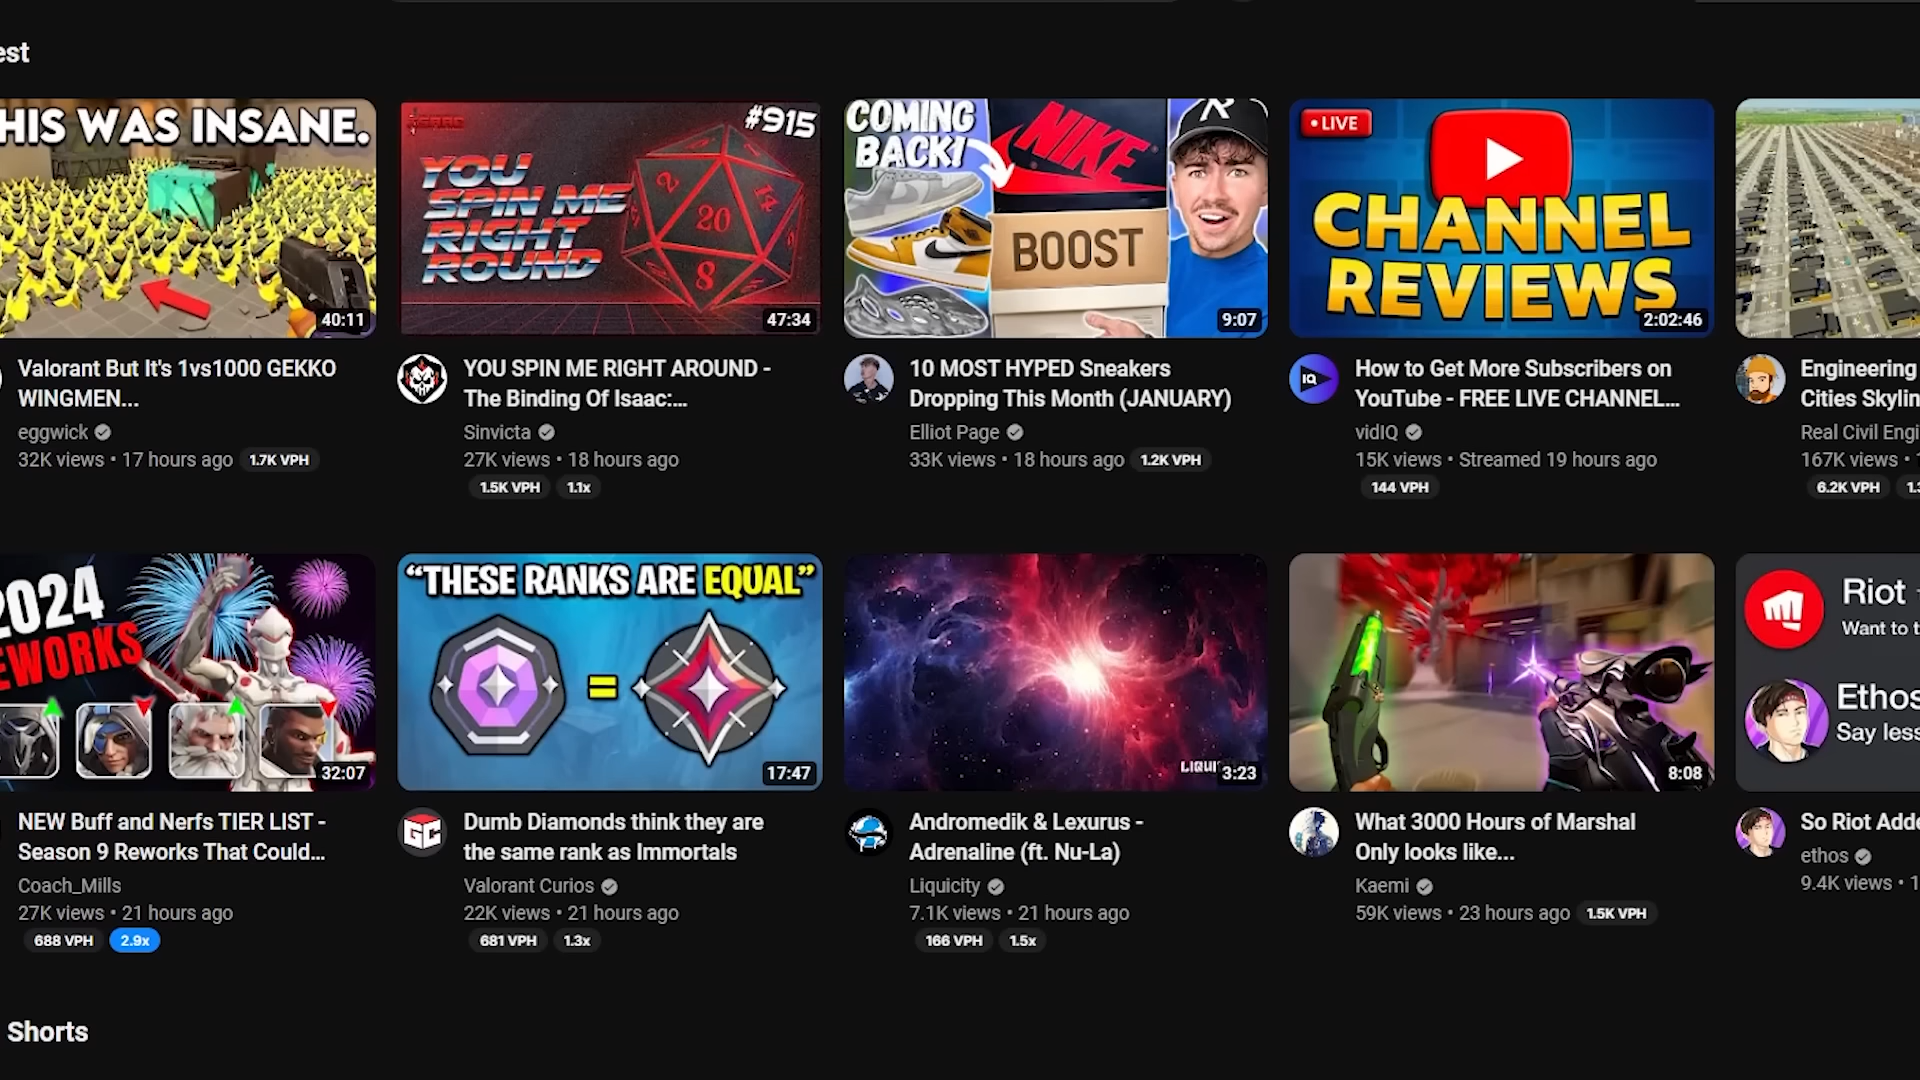 est
HIS WAS INSANE.
40:11
#915
YOU
SPIN ME
RIGHT
ROUND
2
14
20
8
47:34
COMING
BACK!
NIKE
BOOST
9:07
• LIVE
CHANNEL
REVIEWS
2:02:46
Valorant But It's 1vs1000 GEKKO
WINGMEN...
eggwick
32K views • 17 hours ago 1.7K VPH
YOU SPIN ME RIGHT AROUND -
The Binding Of Isaac:...
Sinvicta
27K views • 18 hours ago
1.5K VPH 1.1x
10 MOST HYPED Sneakers
Dropping This Month (JANUARY)
Elliot Page
33K views • 18 hours ago 1.2K VPH
IQ
How to Get More Subscribers on
YouTube - FREE LIVE CHANNEL...
vidIQ
15K views • Streamed 19 hours ago
144 VPH
Engineering
Cities Skylin
Real Civil Engi
167K views •
6.2K VPH 1.3
2024
EWORKS
32:07
“THESE RANKS ARE EQUAL”
=
17:47
LIQUI
3:23
8:08
Riot
Want to t
Ethos
Say less
NEW Buff and Nerfs TIER LIST -
Season 9 Reworks That Could...
Coach_Mills
27K views • 21 hours ago
688 VPH 2.9x
GC
Dumb Diamonds think they are
the same rank as Immortals
Valorant Curios
22K views • 21 hours ago
681 VPH 1.3x
Andromedik & Lexurus -
Adrenaline (ft. Nu-La)
Liquicity
7.1K views • 21 hours ago
166 VPH 1.5x
What 3000 Hours of Marshal
Only looks like...
Kaemi
59K views • 23 hours ago 1.5K VPH
So Riot Adde
ethos
9.4K views • 1
Shorts